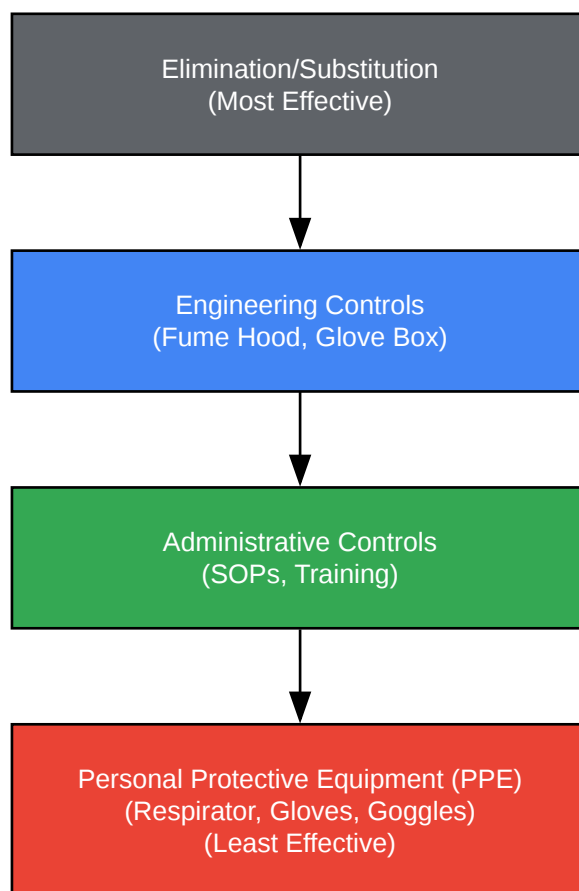 Elimination/Substitution
(Most Effective)
Engineering Controls
(Fume Hood, Glove Box)
Administrative Controls
(SOPs, Training)
Personal Protective Equipment (PPE)
(Respirator, Gloves, Goggles)
(Least Effective)